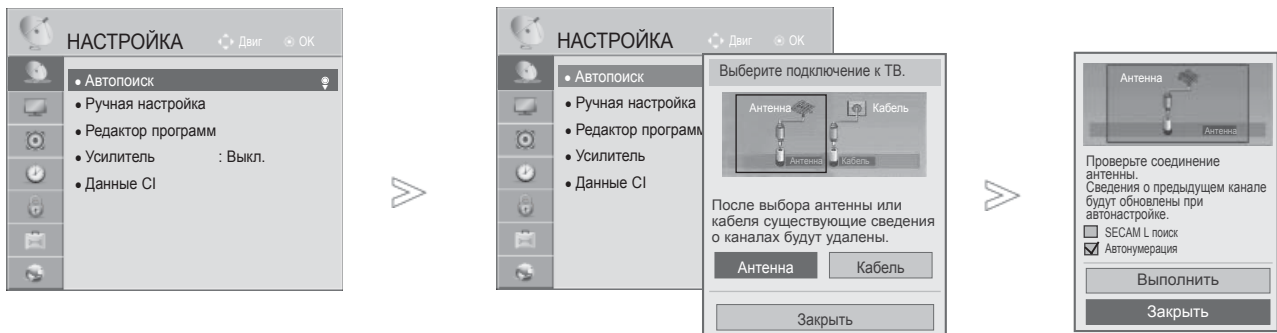 НАСТРОЙКА
Двиг
ОК
• Автопоиск
• Ручная настройка
• Редактор программ
• Усилитель : Выкл.
• Данные CI
НАСТРОЙКА
Двиг
ОК
• Автопоиск
• Ручная настройка
• Редактор программ
• Усилитель
• Данные CI
Выберите подключение к ТВ.
Антенна
Кабель
Антенна
Кабель
После выбора антенны или
кабеля существующие сведения
о каналах будут удалены.
Антенна
Кабель
Закрыть
Антенна
Антенна
Проверьте соединение
антенны.
Сведения о предыдущем канале
будут обновлены при
автонастройке.
SECAM L поиск
Автонумерация
Выполнить
Закрыть